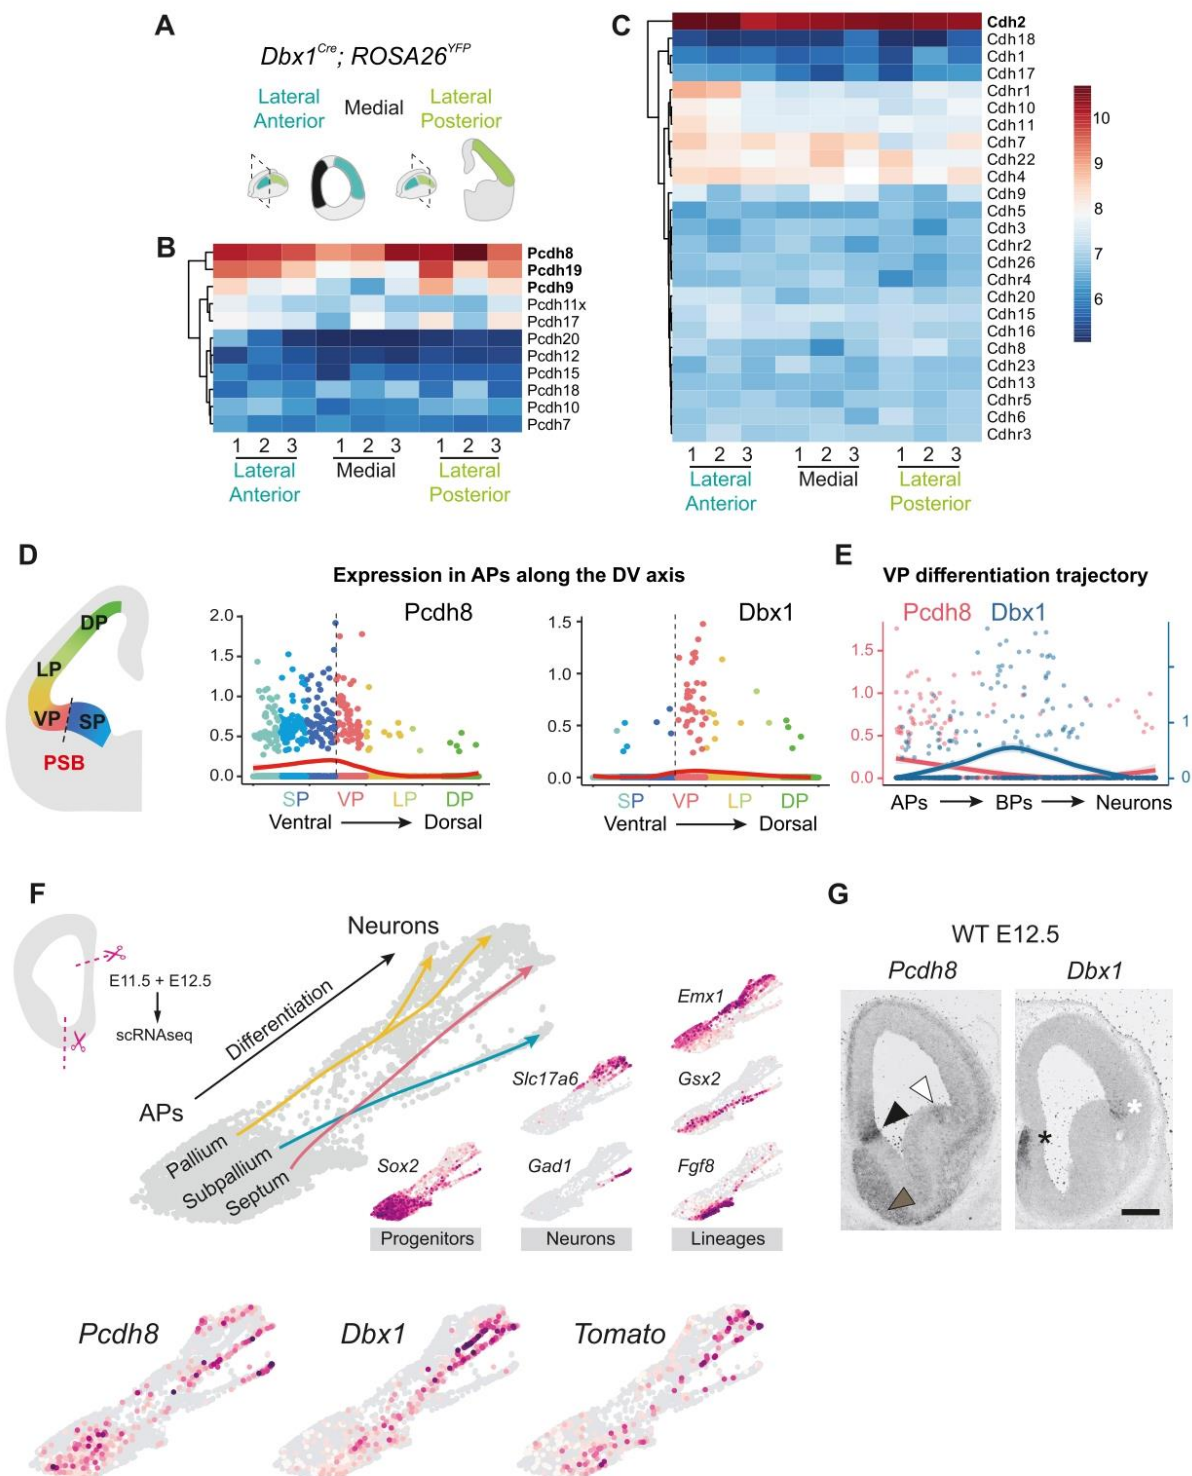 A
Dbx1Cre; ROSA26YFP
Lateral
Anterior
Medial
Lateral
Posterior
B
Pcdh8
Pcdh19
Pcdh9
Pcdh11x
Pcdh17
Pcdh20
Pcdh12
Pcdh15
Pcdh18
Pcdh10
Pcdh7
1 2 3 1 2 3 1 2 3
Lateral
Anterior
Medial
Lateral
Posterior
C
Cdh2
Cdh18
Cdh1
Cdh17
Cdhr1
Cdh10
Cdh11
Cdh7
Cdh22
Cdh4
Cdh9
Cdh5
Cdh3
Cdhr2
Cdh26
Cdhr4
Cdh20
Cdh15
Cdh16
Cdh8
Cdh23
Cdh13
Cdhr5
Cdh6
Cdhr3
1 2 3 1 2 3 1 2 3
Lateral
Anterior
Medial
Lateral
Posterior
10
9
8
7
6
D
DP
LP
VP
SP
PSB
Expression in APs along the DV axis
Pcdh8
2.0
1.5
1.0
0.5
0.0
SP VP LP DP
Ventral Dorsal
Dbx1
1.5
1.0
0.5
0.0
SP VP LP DP
Ventral Dorsal
E
VP differentiation trajectory
Pcdh8 Dbx1
1.5
1.0
0.5
0.0
1
0
APs BPs Neurons
F
E11.5 + E12.5
scRNAseq
Neurons
Differentiation
APs
Pallium
Subpallium
Septum
Emx1
Slc17a6
Gsx2
Sox2
Gad1
Fgf8
Progenitors
Neurons
Lineages
Pcdh8
Dbx1
Tomato
G
WT E12.5
Pcdh8
Dbx1
*
*